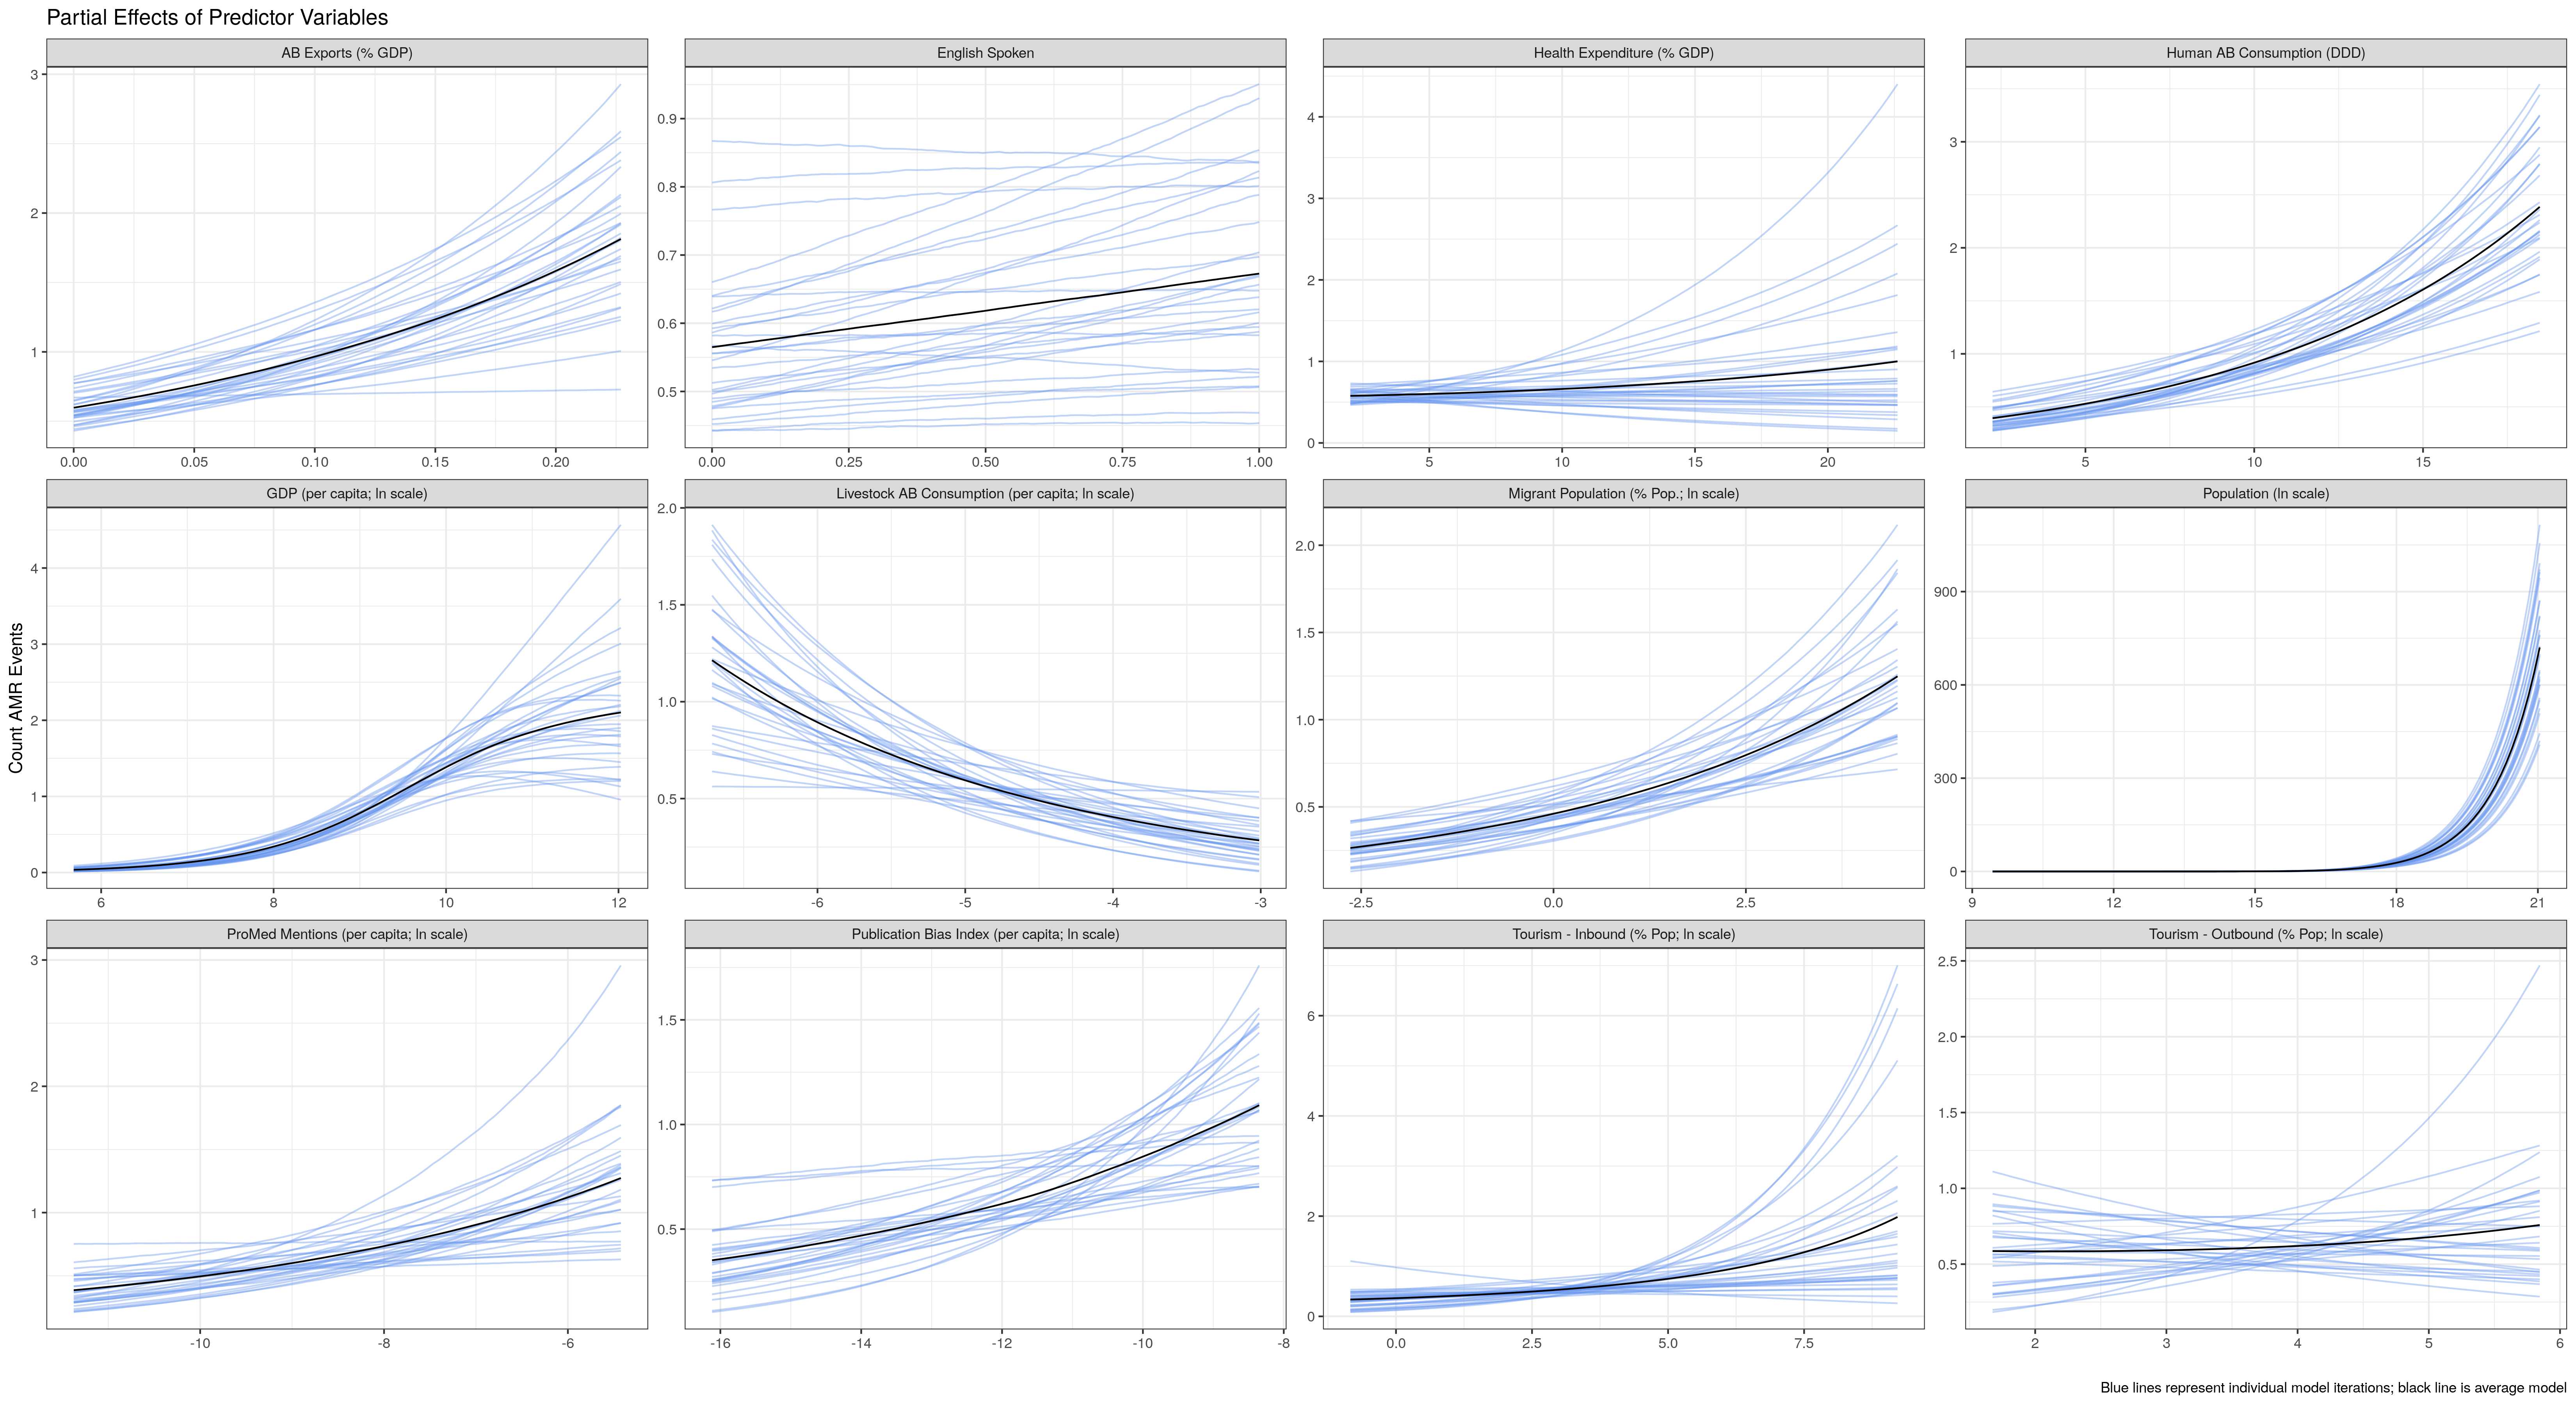 Partial Effects of Predictor Variables
AB Exports (% GDP)
English Spoken
Health Expenditure (% GDP)
Human AB Consumption (DDD)
3
2
1
0.9
0.8
0.7
0.6
0.5
4
3
2
1
0
3
2
1
0.00 0.05 0.10 0.15 0.20
0.00 0.25 0.50 0.75 1.00
5 10 15 20
5 10 15
GDP (per capita; ln scale)
Livestock AB Consumption (per capita; ln scale)
Migrant Population (% Pop.; ln scale)
Population (ln scale)
Count AMR Events
4
3
2
1
0
2.0
1.5
1.0
0.5
2.0
1.5
1.0
0.5
900
600
300
0
6 8 10 12
-6 -5 -4 -3
-2.5 0.0 2.5
9 12 15 18 21
ProMed Mentions (per capita; ln scale)
Publication Bias Index (per capita; ln scale)
Tourism - Inbound (% Pop; ln scale)
Tourism - Outbound (% Pop; ln scale)
3
2
1
1.5
1.0
0.5
6
4
2
0
2.5
2.0
1.5
1.0
0.5
-10 -8 -6
-16 -14 -12 -10 -8
0.0 2.5 5.0 7.5
2 3 4 5 6
Blue lines represent individual model iterations; black line is average model